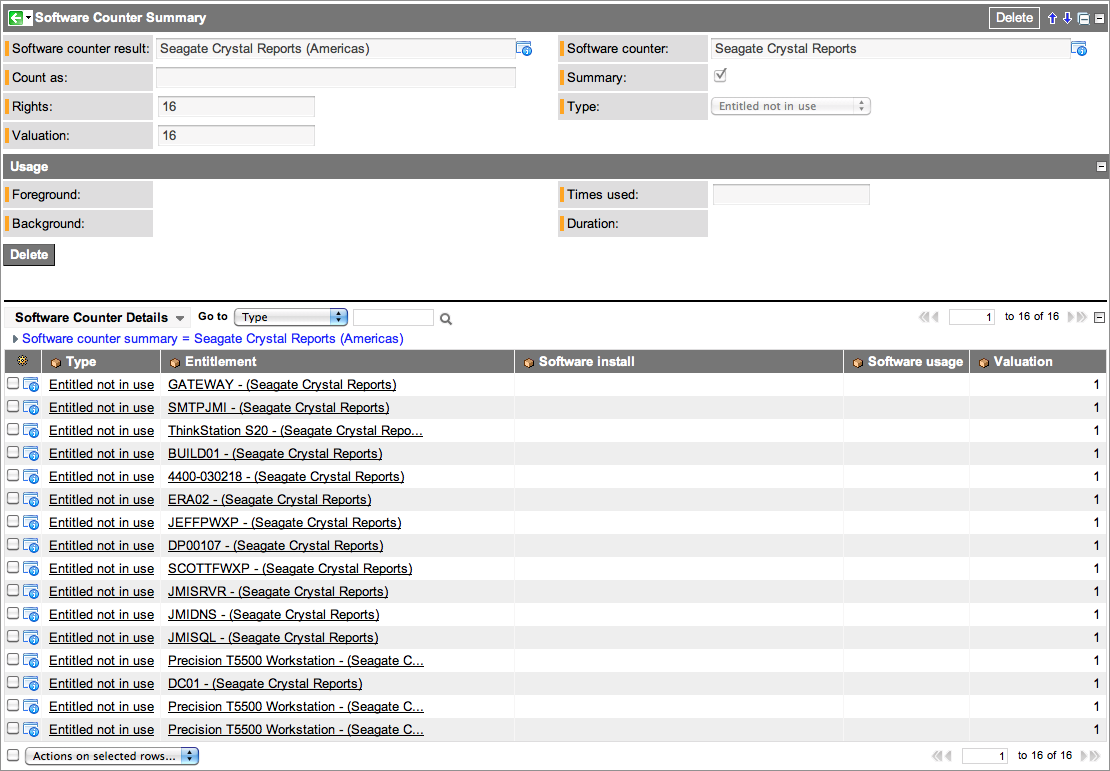 Software Counter Summary Delete
Software counter result: Seagate Crystal Reports (Americas) Software counter: Seagate Crystal Reports
Count as: Summary:
Rights: 16 Type: Entitled not in use
Valuation: 16
Usage
Foreground: Times used:
Background: Duration:
Delete
Software Counter Details Go to Type 1 to 16 of 16
Software counter summary = Seagate Crystal Reports (Americas)
Type Entitlement Software install Software usage Valuation
Entitled not in use GATEWAY - (Seagate Crystal Reports) 1
Entitled not in use SMTPJMI - (Seagate Crystal Reports) 1
Entitled not in use ThinkStation S20 - (Seagate Crystal Repo... 1
Entitled not in use BUILD01 - (Seagate Crystal Reports) 1
Entitled not in use 4400-030218 - (Seagate Crystal Reports) 1
Entitled not in use ERA02 - (Seagate Crystal Reports) 1
Entitled not in use JEFFPWXP - (Seagate Crystal Reports) 1
Entitled not in use DP00107 - (Seagate Crystal Reports) 1
Entitled not in use SCOTTFWXP - (Seagate Crystal Reports) 1
Entitled not in use JMISRVR - (Seagate Crystal Reports) 1
Entitled not in use JMIDNS - (Seagate Crystal Reports) 1
Entitled not in use JMISQL - (Seagate Crystal Reports) 1
Entitled not in use Precision T5500 Workstation - (Seagate C... 1
Entitled not in use DC01 - (Seagate Crystal Reports) 1
Entitled not in use Precision T5500 Workstation - (Seagate C... 1
Entitled not in use Precision T5500 Workstation - (Seagate C... 1
Actions on selected rows... 1 to 16 of 16